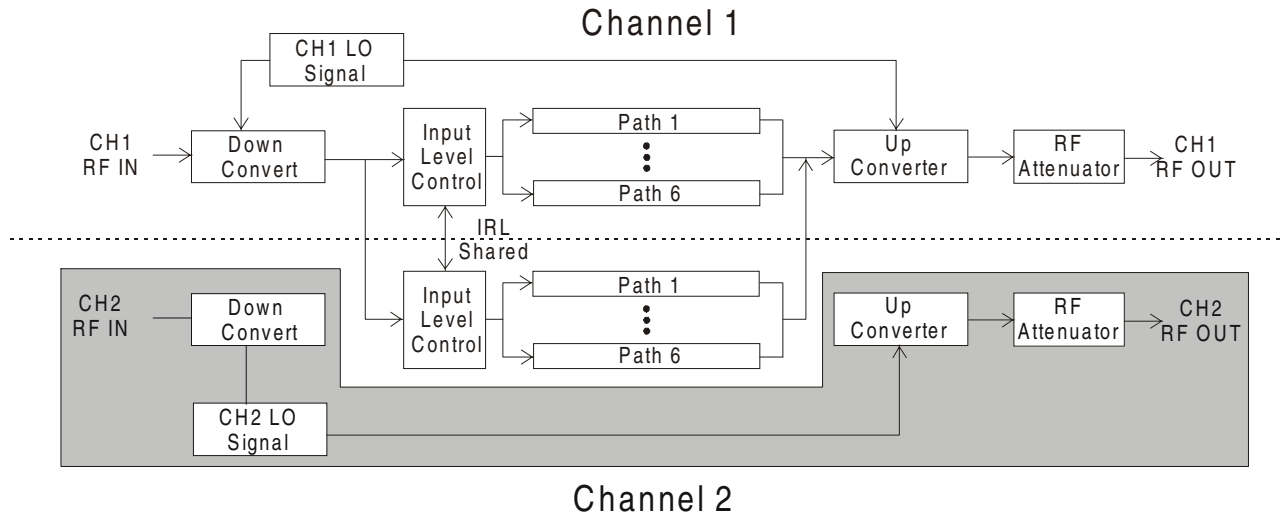 Channel 1
CH1 LO
Signal
CH1
RF IN
Down
Convert
Input
Level
Control
Path 1
Path 6
Up
Converter
RF
Attenuator
CH1
RF OUT
IRL
Shared
CH2
RF IN
Down
Convert
Input
Level
Control
Path 1
Path 6
Up
Converter
RF
Attenuator
CH2
RF OUT
CH2 LO
Signal
Channel 2